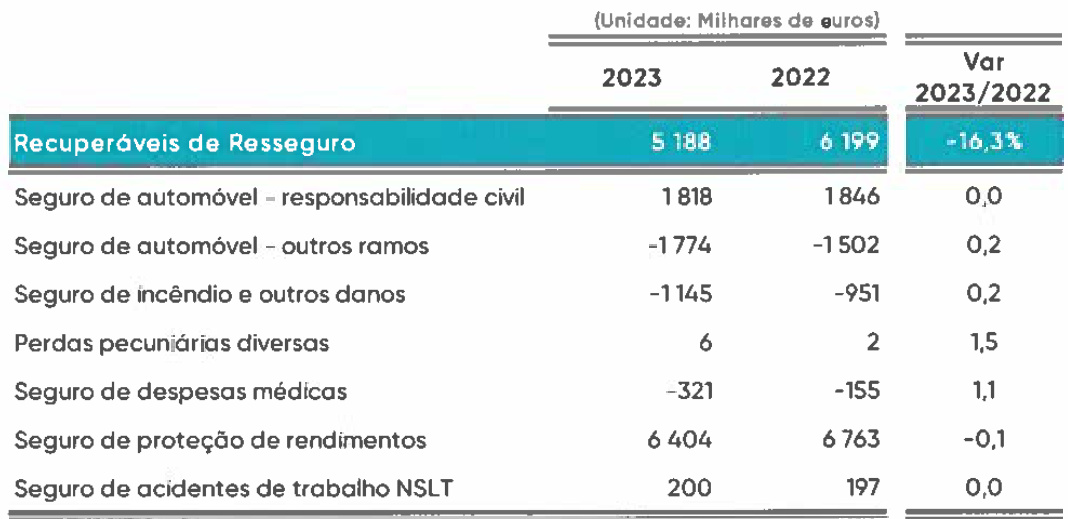 (Unidade: Milhares de euros)
2023 2022 Var 2023/2022
Recuperáveis de Resseguro 5 188 6 199 -16,3%
Seguro de automóvel - responsabilidade civil 1 818 1 846 0,0
Seguro de automóvel - outros ramos -1 774 -1 502 0,2
Seguro de incêndio e outros danos -1 145 -951 0,2
Perdas pecuniárias diversas 6 2 1,5
Seguro de despesas médicas -321 -155 1,1
Seguro de proteção de rendimentos 6 404 6 763 -0,1
Seguro de acidentes de trabalho NSLT 200 197 0,0